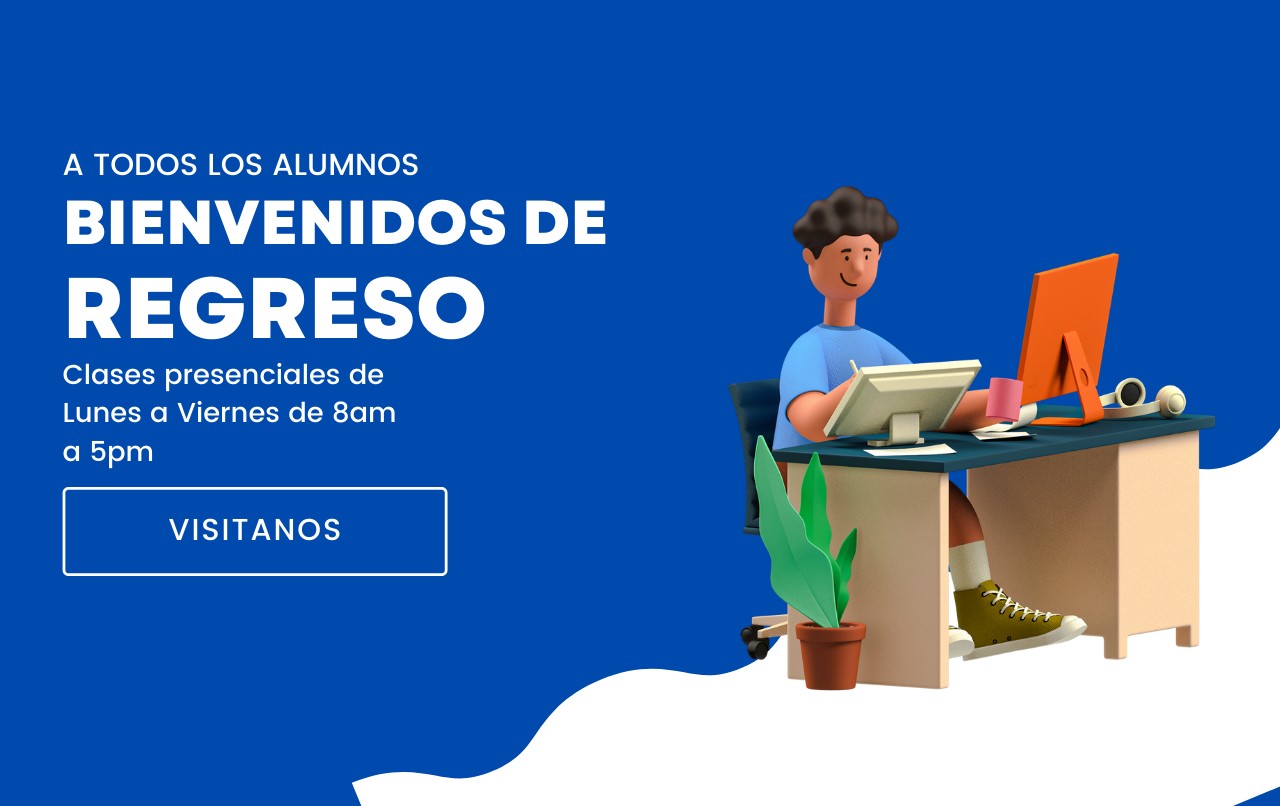 A TODOS LOS ALUMNOS
BIENVENIDOS DE
REGRESO
Clases presenciales de
Lunes a Viernes de 8am
a 5pm
VISITANOS